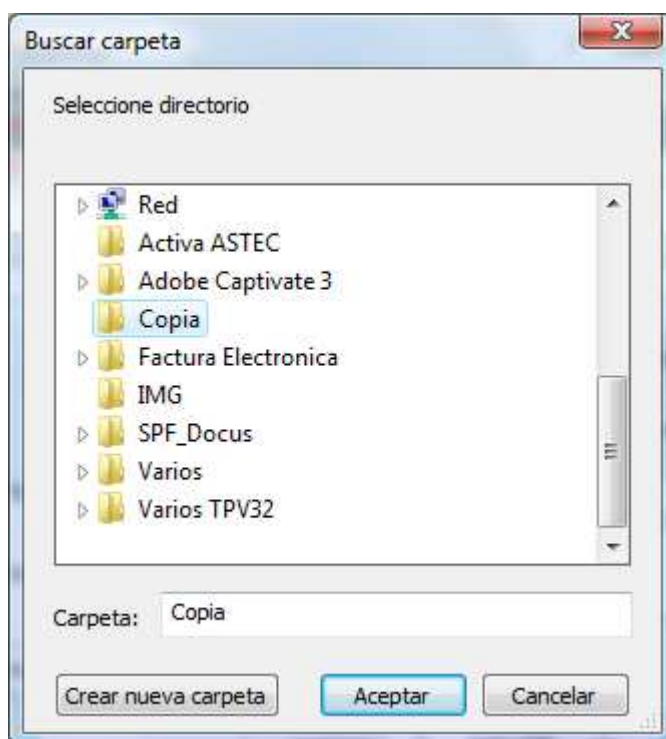 Buscar carpeta
Seleccione directorio
Red
Activa ASTEC
Adobe Captivate 3
Copia
Factura Electronica
IMG
SPF_Docus
Varios
Varios TPV32
Carpeta: Copia
Crear nueva carpeta Aceptar Cancelar